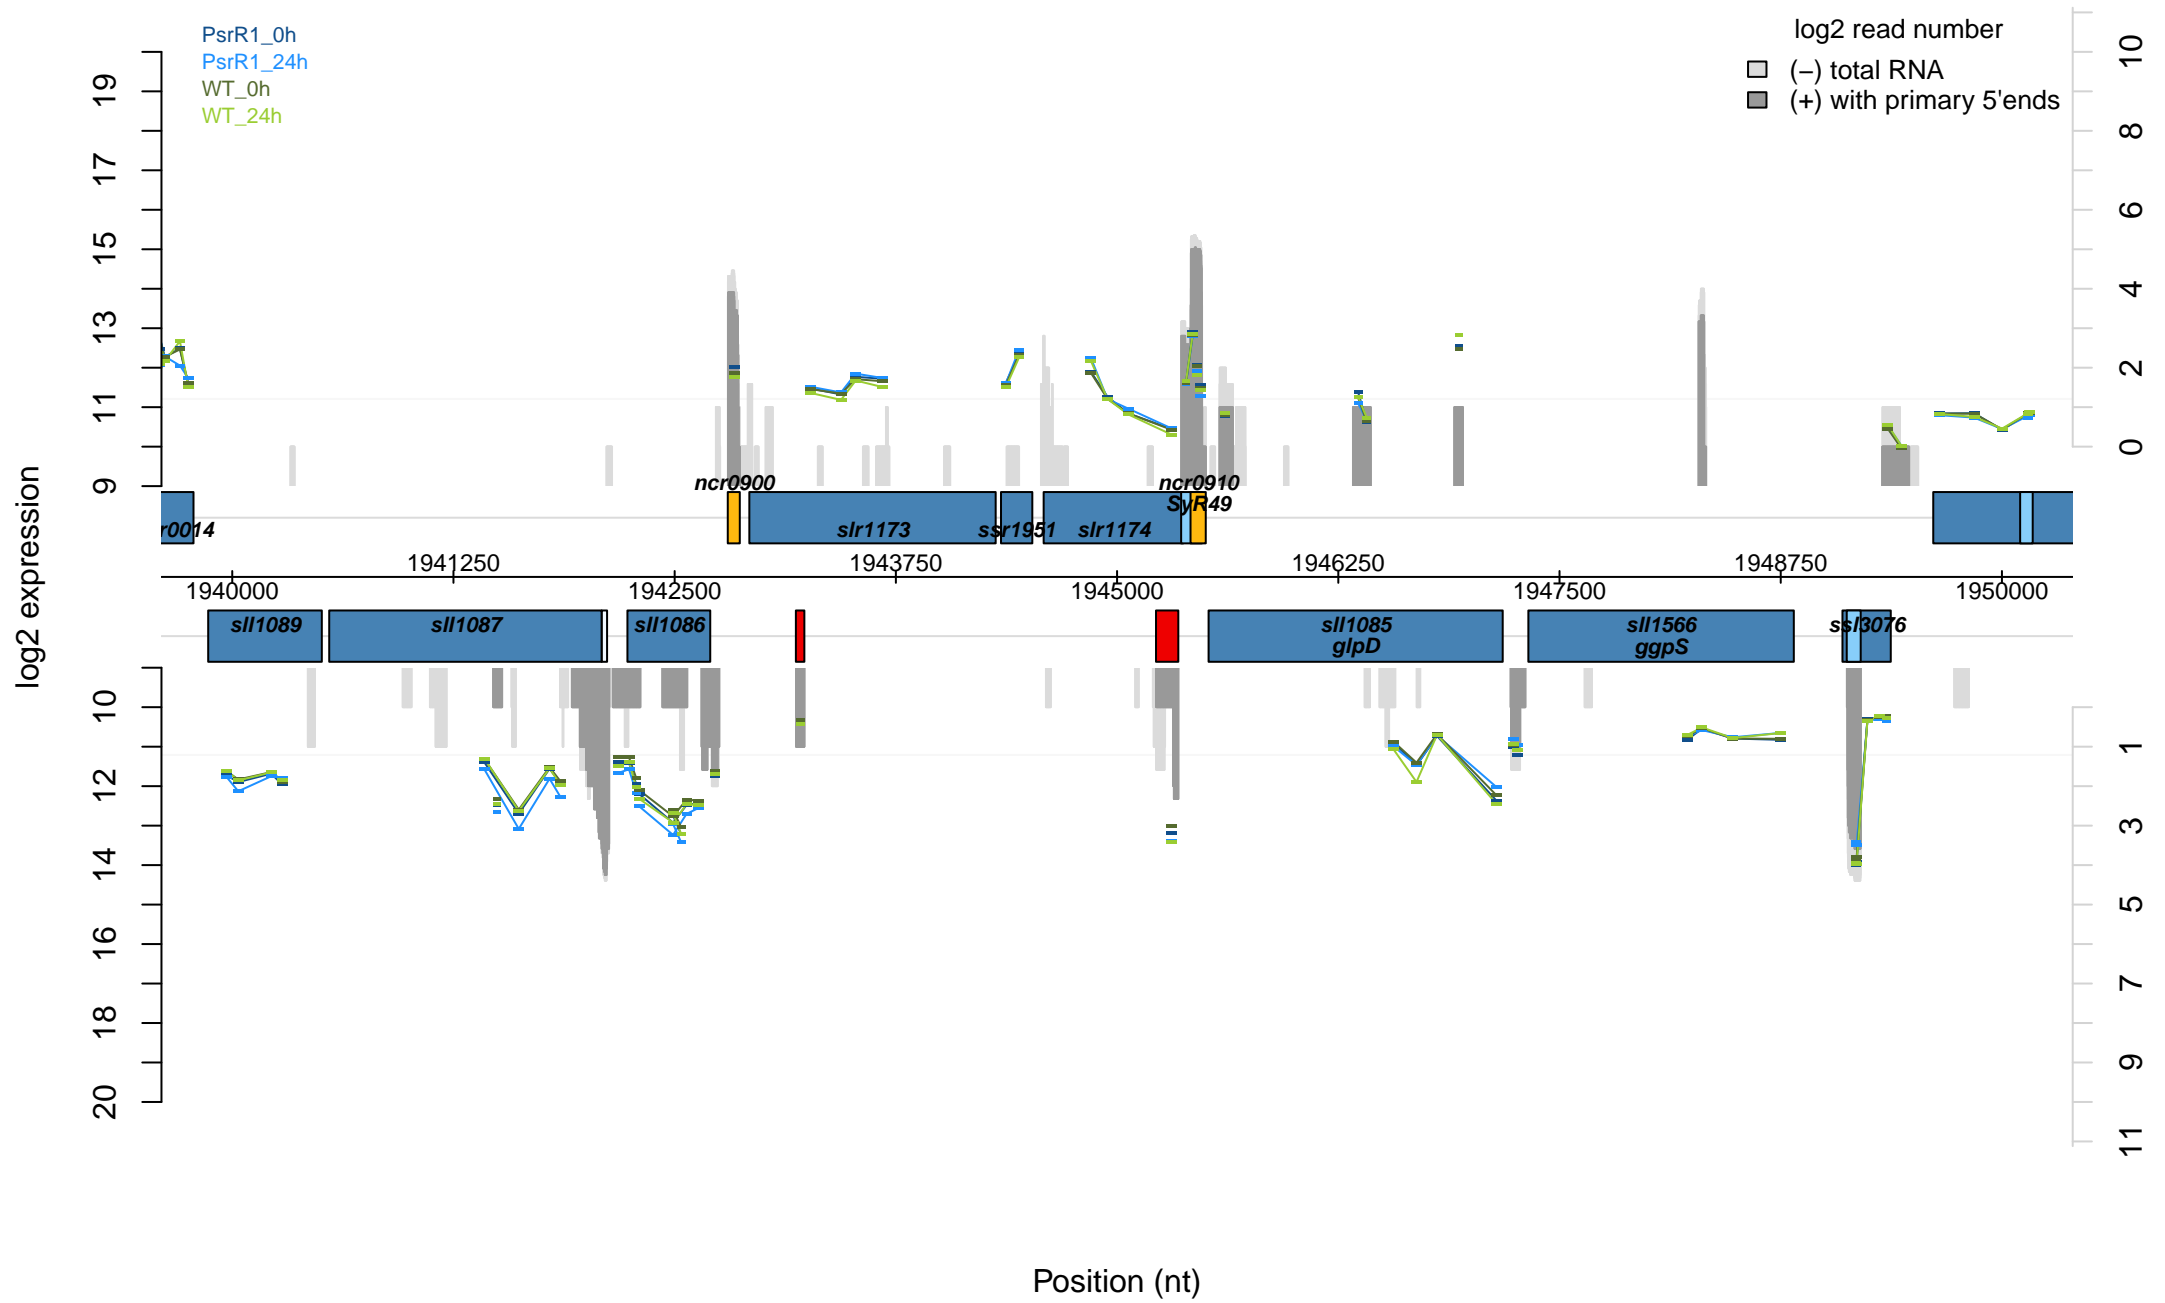 PsrR1_0h
PsrR1_24h
WT_0h
WT_24h
log2 read number
(−) total RNA
(+) with primary 5'ends
19
17
15
13
11
9
10
8
6
4
2
0
log2 expression
ncr0900
ncr0910
SyR49
r0014
slr1173
ssr1951
slr1174
1941250
1943750
1946250
1948750
1940000
1942500
1945000
1947500
1950000
sll1089
sll1087
sll1086
sll1085
glpD
sll1566
ggpS
ssl3076
10
12
14
16
18
20
1
3
5
7
9
11
Position (nt)